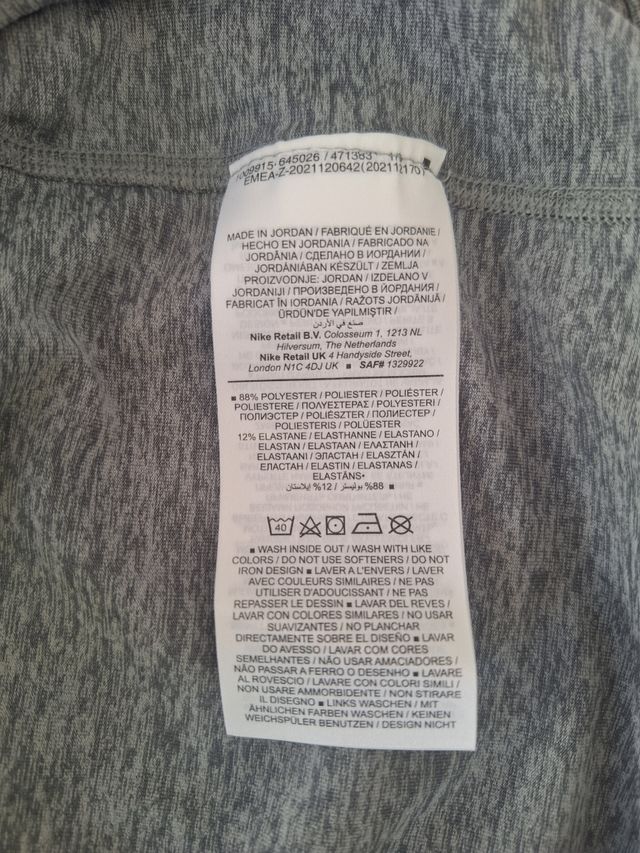 645026 / 471383
EMEA-Z-2021120642(202112170)
MADE IN JORDAN / FABRIQUÉ EN JORDANIE /
HECHO EN JORDANIA / FABRICADO NA
JORDÂNIA / СДЕЛАНО В ИОРДАНИИ /
JORDÁNIÁBAN KÉSZÜLT / ZEMLJA
PROIZVODNJE: JORDAN / IZDELANO V
JORDANIJI / ПРОИЗВЕДЕНО В ЙОРДАНИЯ /
FABRICAT ÎN IORDANIA / RAŽOTS JORDĀNIJĀ /
ÜRDÜN'DE YAPILMIŞTIR /
صنع في الأردن
Nike Retail B.V. Colosseum 1, 1213 NL
Hilversum, The Netherlands
Nike Retail UK 4 Handyside Street,
London N1C 4DJ UK ■ SAF# 1329922
■ 88% POLYESTER / POLIESTER / POLIÉSTER /
POLIESTERE / ΠΟΛΥΕΣΤΕΡΑΣ / POLYESTERI /
ПОЛИЭСТЕР / POLIÉSZTER / ПОЛИЕСТЕР /
POLIESTERIS / POLÜESTER
12% ELASTANE / ELASTHANNE / ELASTANO /
ELASTAN / ELASTAAN / ΕΛΑΣΤΑΝΗ /
ELASTAANI / ЭЛАСТАН / ELASZTÁN /
ЕЛАСТАН / ELASTIN / ELASTANAS /
ELASTĀNS•
88% بوليستر / 12% إيلاستان ■
40
■ WASH INSIDE OUT / WASH WITH LIKE
COLORS / DO NOT USE SOFTENERS / DO NOT
IRON DESIGN ■ LAVER A L'ENVERS / LAVER
AVEC COULEURS SIMILAIRES / NE PAS
UTILISER D'ADOUCISSANT / NE PAS
REPASSER LE DESSIN ■ LAVAR DEL REVES /
LAVAR CON COLORES SIMILARES / NO USAR
SUAVIZANTES / NO PLANCHAR
DIRECTAMENTE SOBRE EL DISEÑO ■ LAVAR
DO AVESSO / LAVAR COM CORES
SEMELHANTES / NÃO USAR AMACIADORES /
NÃO PASSAR A FERRO O DESENHO ■ LAVARE
AL ROVESCIO / LAVARE CON COLORI SIMILI /
NON USARE AMMORBIDENTE / NON STIRARE
IL DISEGNO ■ LINKS WASCHEN / MIT
ÄHNLICHEN FARBEN WASCHEN / KEINEN
WEICHSPÜLER BENUTZEN / DESIGN NICHT